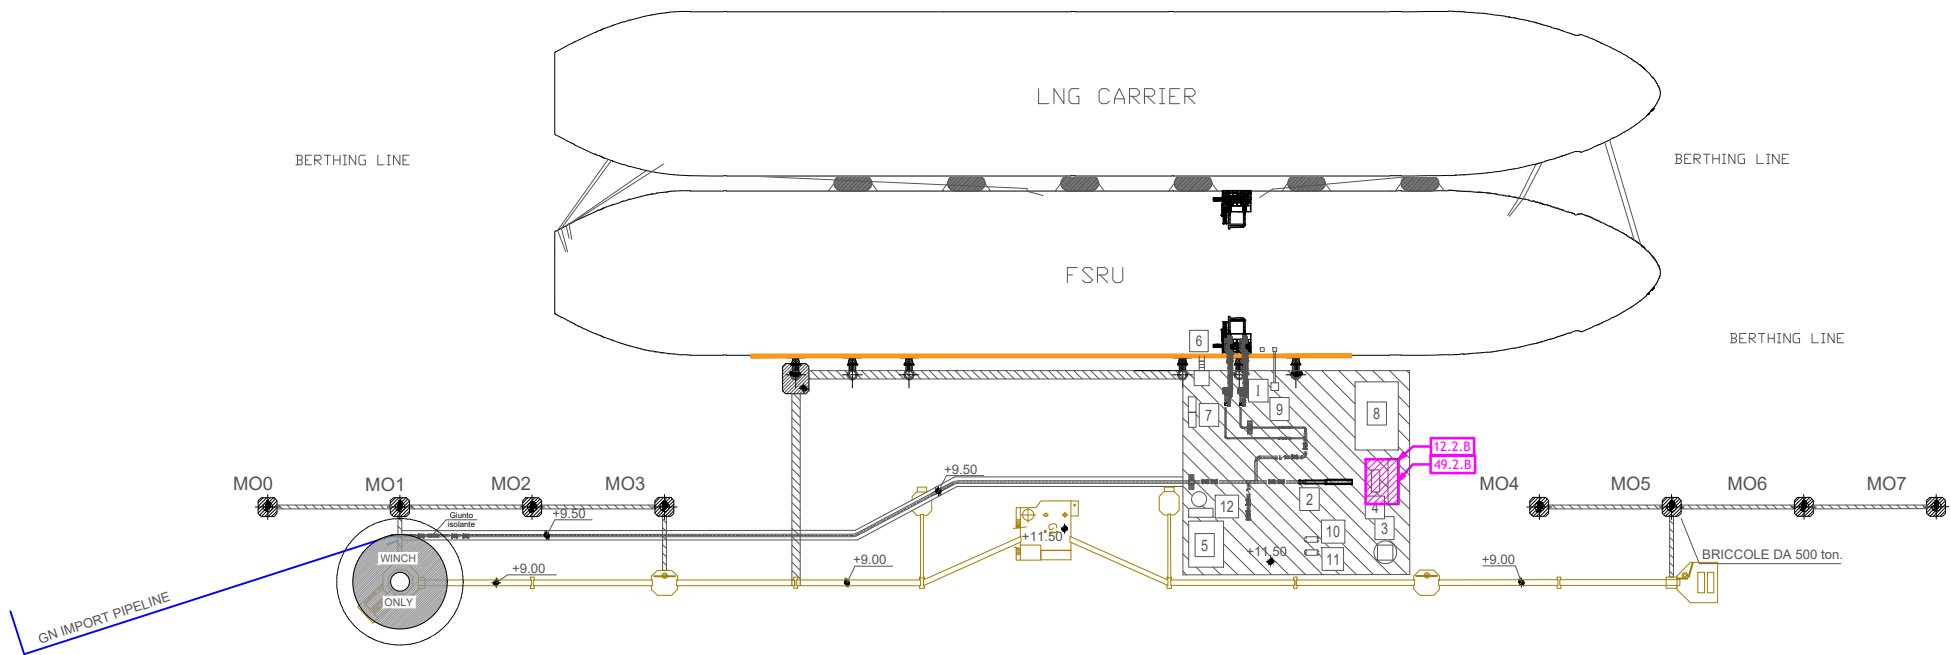 LNG CARRIER
BERTHING LINE
BERTHING LINE
FSRU
BERTHING LINE
6
1
9
7
8
12.2.B
49.2.B
MO0
MO1
MO2
MO3
+9.50
MO4
MO5
MO6
MO7
Giunto
isolante
+9.50
2
12
4
3
5
10
11
+11.50
+11.50
WINCH
ONLY
+9.00
+9.00
+9.00
BRICCOLE DA 500 ton.
GN IMPORT PIPELINE